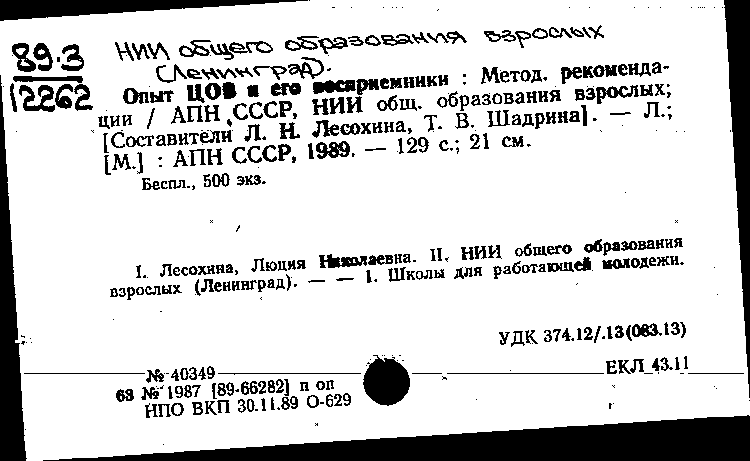 НИИ общего образования взрослых
(Ленинград).
89-3
12262
Опыт ЦОВ и его восприемники : Метод. рекоменда-
ции / АПН СССР, НИИ общ. образования взрослых;
[Составители Л. Н. Лесохина, Т. В. Шадрина]. — Л.;
[М.] : АПН СССР, 1989. — 129 с.; 21 см.
Беспл., 500 экз.
I. Лесохина, Люция Николаевна. II. НИИ общего образования
взрослых (Ленинград). — — 1. Школы для работающей молодежи.
УДК 374.12/.13(083.13)
№ 40349
ЕКЛ 43.11
63 № 1987 [89-66282] п оп
НПО ВКП 30.11.89 О-629